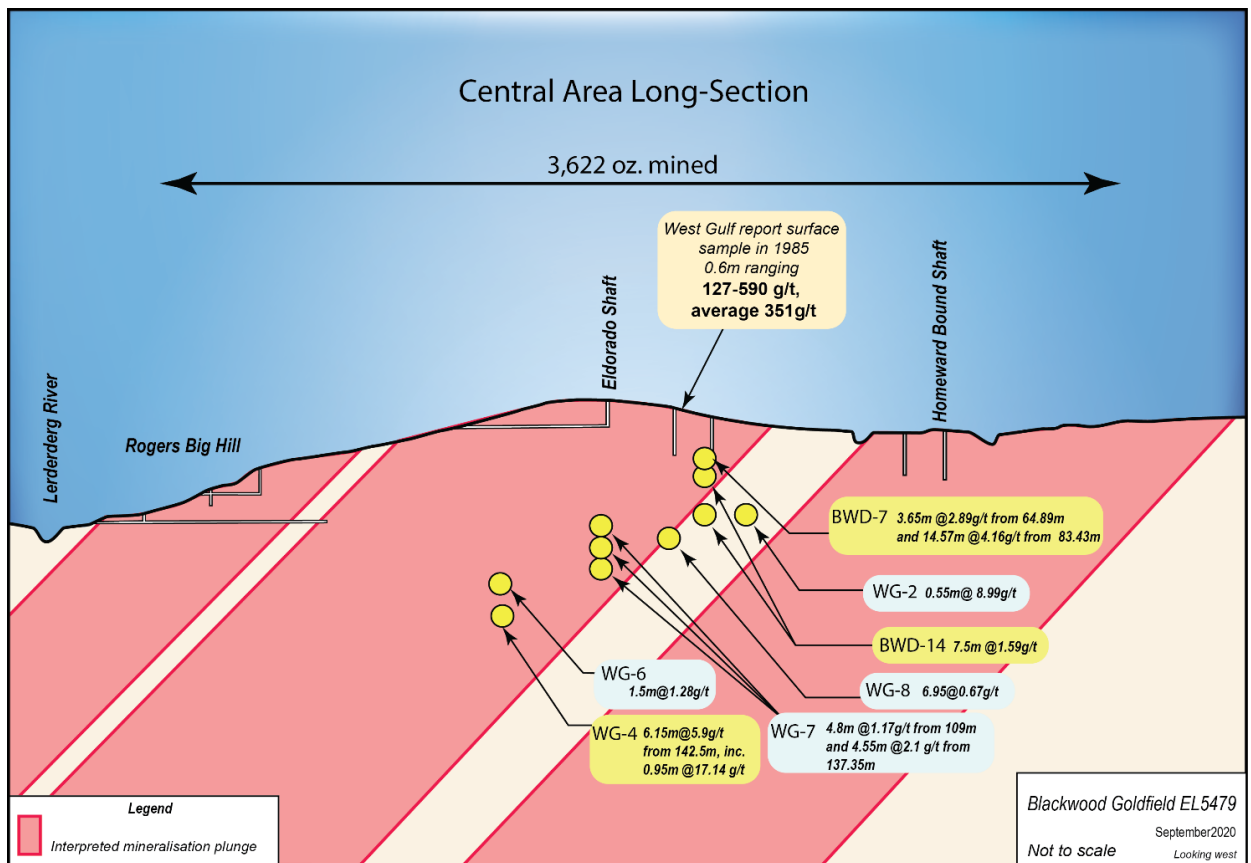 Central Area Long-Section
3,622 oz. mined
West Gulf report surface
sample in 1985
0.6m ranging
127-590 g/t,
average 351g/t
Lerderderg River
Rogers Big Hill
Eldorado Shaft
Homeward Bound Shaft
BWD-7 3.65m @2.89g/t from 64.89m
and 14.57m @4.16g/t from 83.43m
WG-2 0.55m@ 8.99g/t
BWD-14 7.5m @1.59g/t
WG-8 6.95@0.67g/t
WG-6
1.5m@1.28g/t
WG-4 6.15m@5.9g/t
from 142.5m, inc.
0.95m @17.14 g/t
WG-7 4.8m @1.17g/t from 109m
and 4.55m @2.1 g/t from
137.35m
Legend
Interpreted mineralisation plunge
Blackwood Goldfield EL5479
September2020
Not to scale Looking west